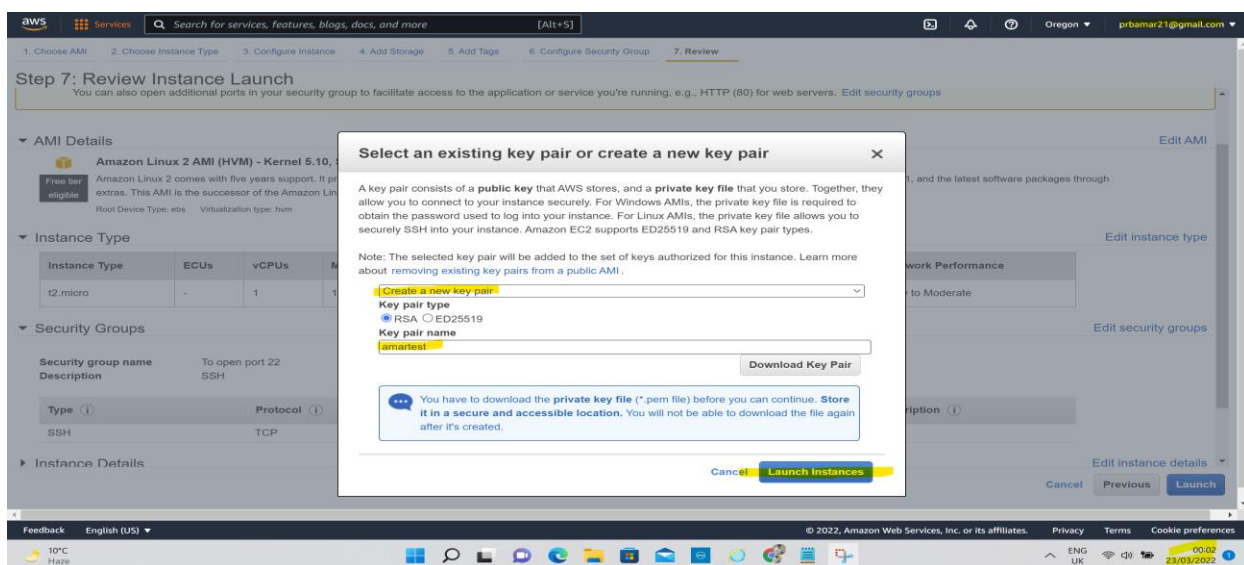 aws
Services
Search for services, features, blogs, docs, and more
[Alt+S]
Oregon
prbamar21@gmail.com
1. Choose AMI
2. Choose Instance Type
3. Configure Instance
4. Add Storage
5. Add Tags
6. Configure Security Group
7. Review
Step 7: Review Instance Launch
You can also open additional ports in your security group to facilitate access to the application or service you're running, e.g., HTTP (80) for web servers. Edit security groups
AMI Details
Edit AMI
Amazon Linux 2 AMI (HVM) - Kernel 5.10,
Free tier
eligible
Amazon Linux 2 comes with five years support.
1, and the latest software packages through
extras. This AMI is the successor of the Amazon
Root Device Type: ebs Virtualization type: hvm
Instance Type
Edit instance type
Instance Type
ECUs
vCPUs
work Performance
t2.micro
-
1
1
to Moderate
Security Groups
Edit security groups
Security group name
To open port 22
Description
SSH
Type
Protocol
ription
SSH
TCP
Instance Details
Edit instance details
Cancel
Previous
Launch
Select an existing key pair or create a new key pair
×
A key pair consists of a public key that AWS stores, and a private key file that you store. Together, they
allow you to connect to your instance securely. For Windows AMIs, the private key file is required to
obtain the password used to log into your instance. For Linux AMIs, the private key file allows you to
securely SSH into your instance. Amazon EC2 supports ED25519 and RSA key pair types.
Note: The selected key pair will be added to the set of keys authorized for this instance. Learn more
about removing existing key pairs from a public AMI.
Create a new key pair
Key pair type
RSA ED25519
Key pair name
amartest
Download Key Pair
You have to download the private key file (*.pem file) before you can continue. Store
it in a secure and accessible location. You will not be able to download the file again
after it's created.
Cancel
Launch Instances
Feedback
English (US)
© 2022, Amazon Web Services, Inc. or its affiliates.
Privacy
Terms
Cookie preferences
10°C
Haze
ENG
UK
00:02
23/03/2022
1